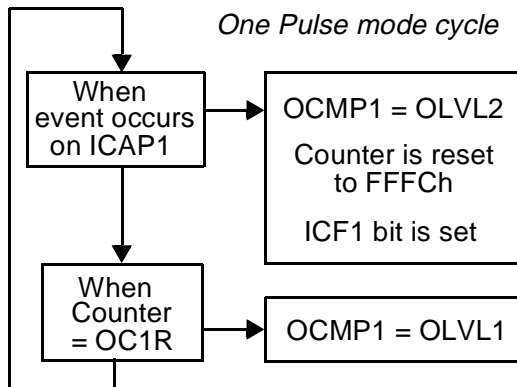 One Pulse mode cycle
When
event occurs
on ICAP1
OCMP1 = OLVL2
Counter is reset
to FFFCh
ICF1 bit is set
When
Counter
= OC1R
OCMP1 = OLVL1